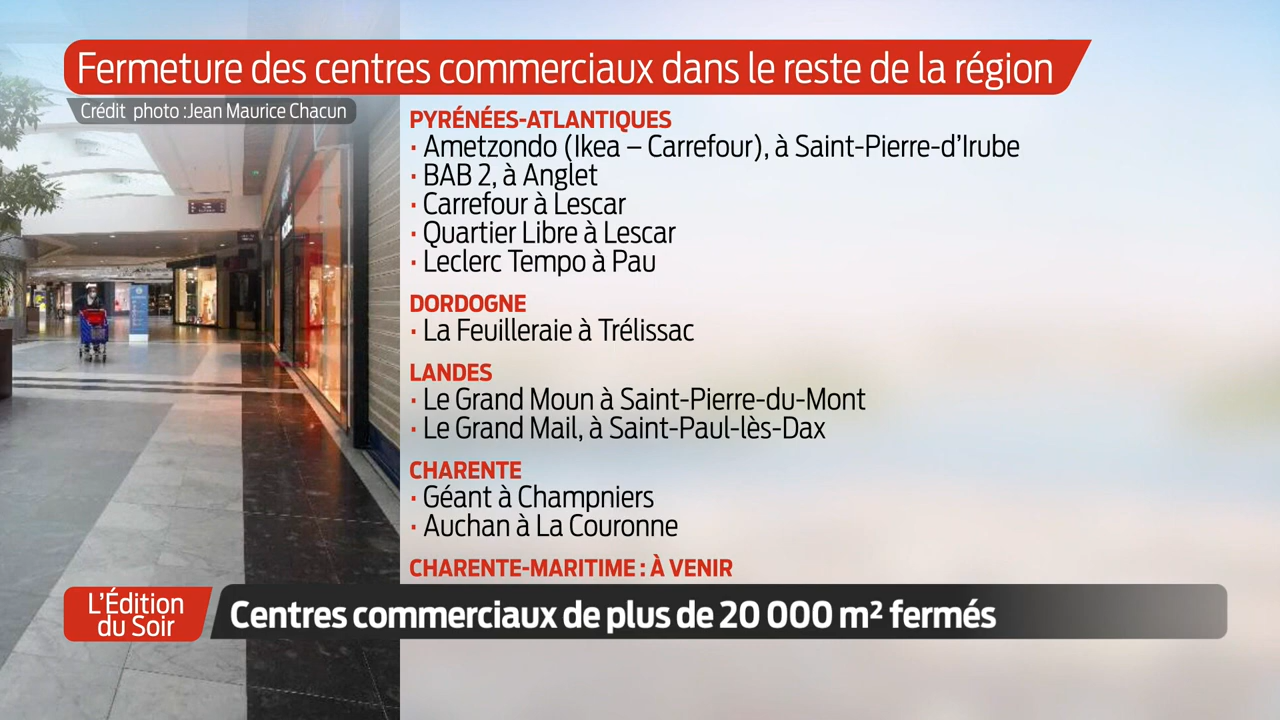 Fermeture des centres commerciaux dans le reste de la région
Crédit photo :Jean Maurice Chacun
PYRÉNÉES-ATLANTIQUES
· Ametzondo (Ikea – Carrefour), à Saint-Pierre-d'Irube
· BAB 2, à Anglet
· Carrefour à Lescar
· Quartier Libre à Lescar
· Leclerc Tempo à Pau
DORDOGNE
· La Feuilleraie à Trélissac
LANDES
· Le Grand Moun à Saint-Pierre-du-Mont
· Le Grand Mail, à Saint-Paul-lès-Dax
CHARENTE
· Géant à Champniers
· Auchan à La Couronne
CHARENTE-MARITIME : À VENIR
L'Édition
du Soir
Centres commerciaux de plus de 20 000 m² fermés